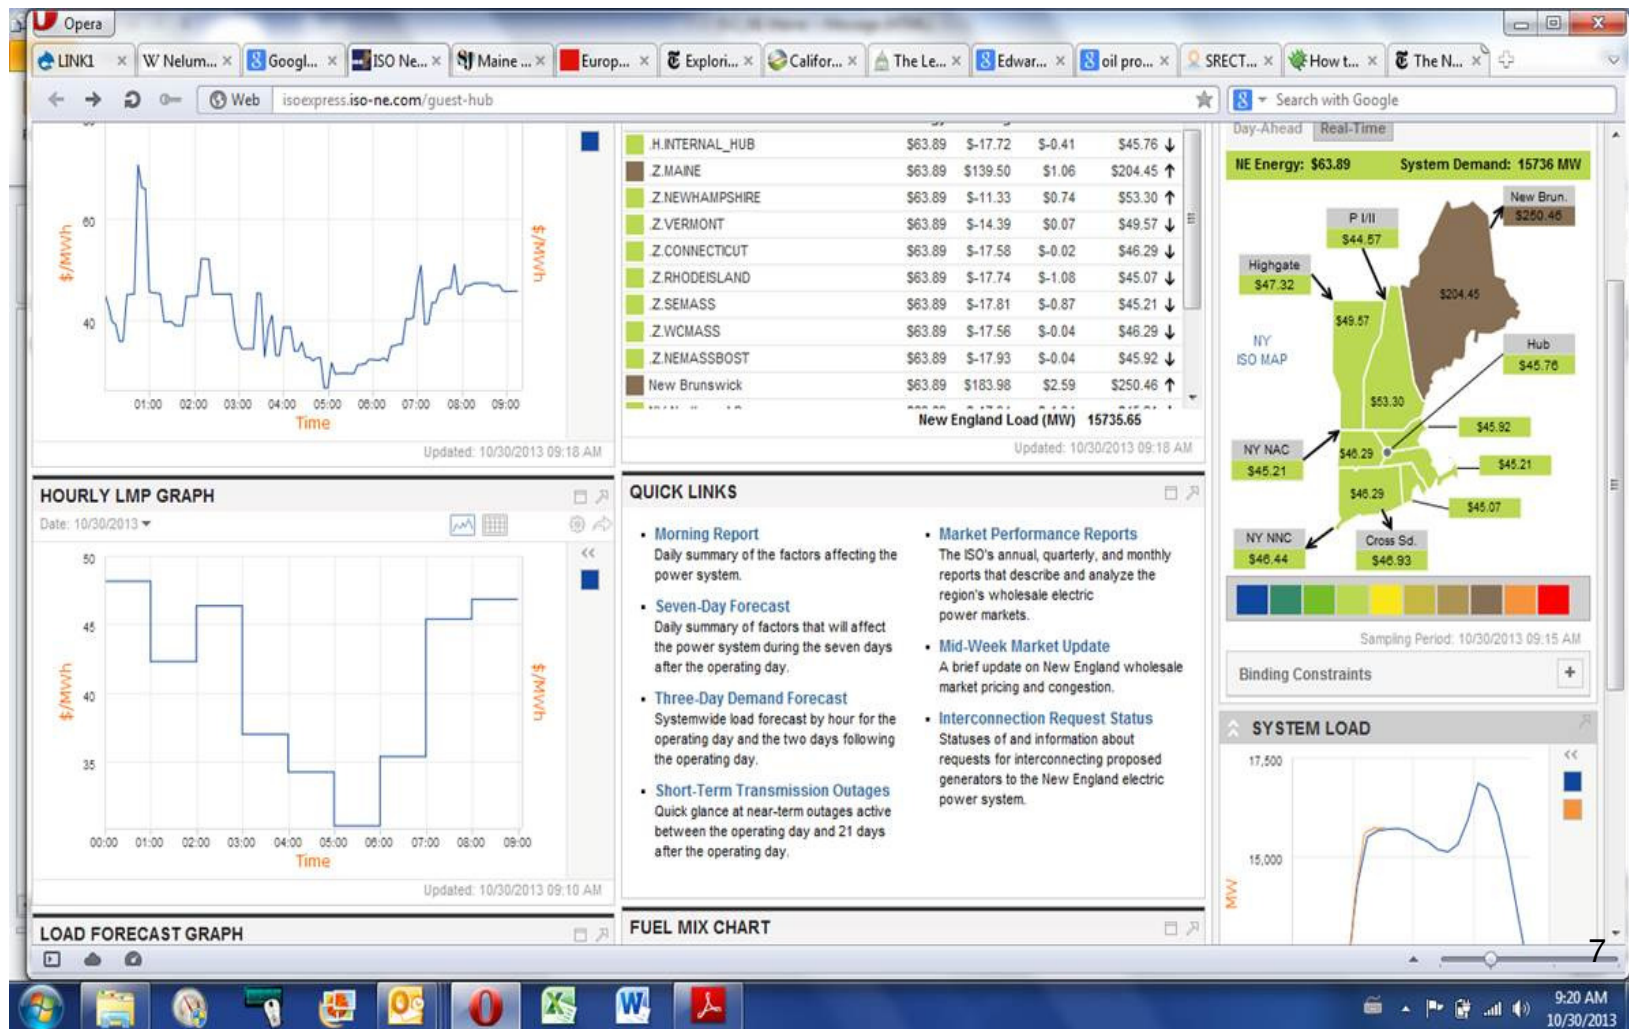 Opera
LINK1
W Nelum...
Googl...
ISO Ne...
Maine ...
Europ...
Explori...
Califor...
The Le...
Edwar...
oil pro...
SRECT...
How t...
The N...
Web
isoexpress.iso-ne.com/guest-hub
Search with Google
60
40
$/MWh
$/MWh
01:00 02:00 03:00 04:00 05:00 06:00 07:00 08:00 09:00
Time
Updated: 10/30/2013 09:18 AM
HOURLY LMP GRAPH
Date: 10/30/2013
50
45
40
35
$/MWh
$/MWh
00:00 01:00 02:00 03:00 04:00 05:00 06:00 07:00 08:00 09:00
Time
Updated: 10/30/2013 09:10 AM
LOAD FORECAST GRAPH
.H.INTERNAL_HUB $63.89 $-17.72 $-0.41 $45.76 ↓
.Z.MAINE $63.89 $139.50 $1.06 $204.45 ↑
.Z.NEWHAMPSHIRE $63.89 $-11.33 $0.74 $53.30 ↑
.Z.VERMONT $63.89 $-14.39 $0.07 $49.57 ↓
.Z.CONNECTICUT $63.89 $-17.58 $-0.02 $46.29 ↓
.Z.RHODEISLAND $63.89 $-17.74 $-1.08 $45.07 ↓
.Z.SEMASS $63.89 $-17.81 $-0.87 $45.21 ↓
.Z.WCMASS $63.89 $-17.56 $-0.04 $46.29 ↓
.Z.NEMASSBOST $63.89 $-17.93 $-0.04 $45.92 ↓
New Brunswick $63.89 $183.98 $2.59 $250.46 ↑
New England Load (MW) 15735.65
Updated: 10/30/2013 09:18 AM
QUICK LINKS
Morning Report
Daily summary of the factors affecting the
power system.
Seven-Day Forecast
Daily summary of factors that will affect
the power system during the seven days
after the operating day.
Three-Day Demand Forecast
Systemwide load forecast by hour for the
operating day and the two days following
the operating day.
Short-Term Transmission Outages
Quick glance at near-term outages active
between the operating day and 21 days
after the operating day.
Market Performance Reports
The ISO's annual, quarterly, and monthly
reports that describe and analyze the
region's wholesale electric
power markets.
Mid-Week Market Update
A brief update on New England wholesale
market pricing and congestion.
Interconnection Request Status
Statuses of and information about
requests for interconnecting proposed
generators to the New England electric
power system.
FUEL MIX CHART
Day-Ahead Real-Time
NE Energy: $63.89 System Demand: 15736 MW
New Brun.
$250.46
P I/II
$44.57
Highgate
$47.32
$204.45
$49.57
NY
ISO MAP
Hub
$45.76
$53.30
$45.92
NY NAC
$45.21
$46.29
$45.21
$46.29
$45.07
NY NNC
$46.44
Cross Sd.
$46.93
Sampling Period: 10/30/2013 09:15 AM
Binding Constraints
SYSTEM LOAD
17,500
15,000
MW
7
9:20 AM
10/30/2013